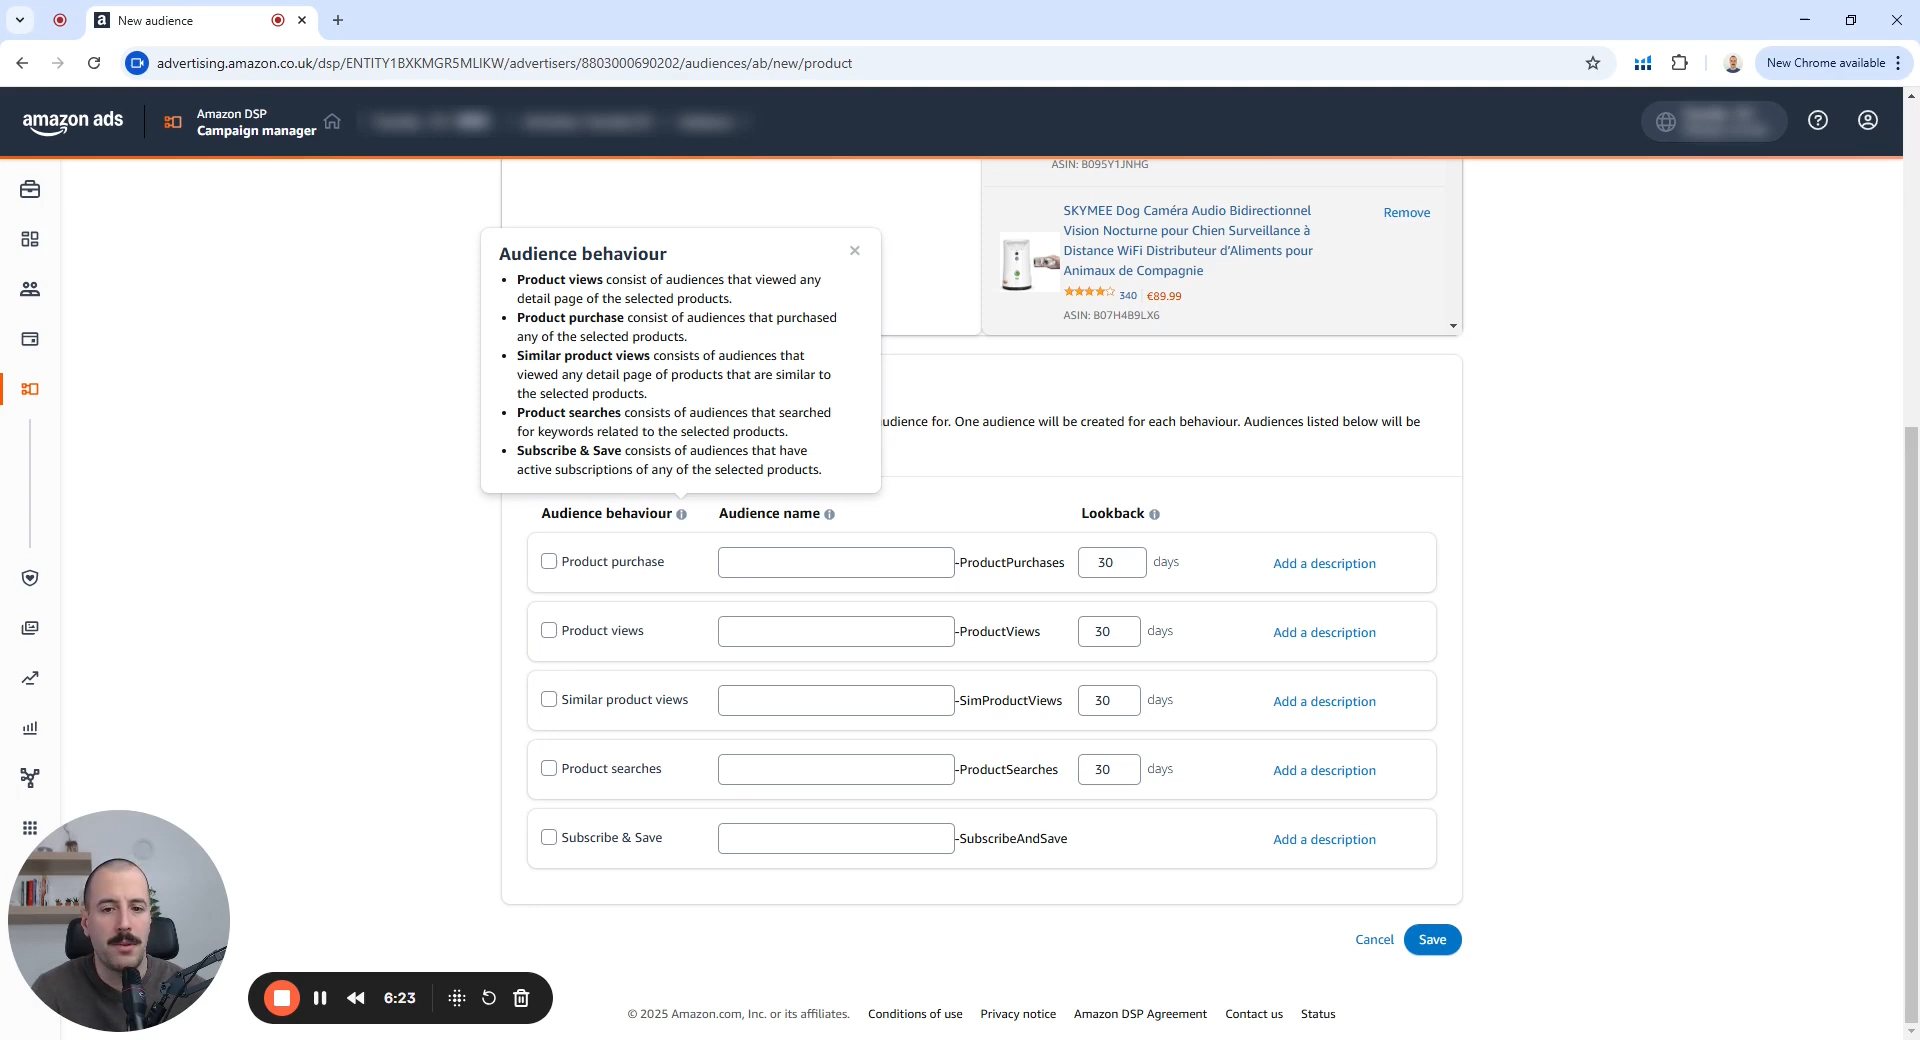 New audience
advertising.amazon.co.uk/dsp/ENTITY1BXKMGR5MLIKW/advertisers/8803000690202/audiences/ab/new/product
New Chrome available
amazon ads
Amazon DSP
Campaign manager
ASIN: B095Y1JNHG
SKYMEE Dog Caméra Audio Bidirectionnel
Vision Nocturne pour Chien Surveillance à
Distance WiFi Distributeur d'Aliments pour
Animaux de Compagnie
340 €89.99
ASIN: B07H4B9LX6
Remove
Audience behaviour
• Product views consist of audiences that viewed any
detail page of the selected products.
• Product purchase consist of audiences that purchased
any of the selected products.
• Similar product views consists of audiences that
viewed any detail page of products that are similar to
the selected products.
• Product searches consists of audiences that searched
for keywords related to the selected products.
• Subscribe & Save consists of audiences that have
active subscriptions of any of the selected products.
udience for. One audience will be created for each behaviour. Audiences listed below will be
Audience behaviour Audience name Lookback
Product purchase -ProductPurchases 30 days Add a description
Product views -ProductViews 30 days Add a description
Similar product views -SimProductViews 30 days Add a description
Product searches -ProductSearches 30 days Add a description
Subscribe & Save -SubscribeAndSave Add a description
Cancel Save
6:23
© 2025 Amazon.com, Inc. or its affiliates. Conditions of use Privacy notice Amazon DSP Agreement Contact us Status